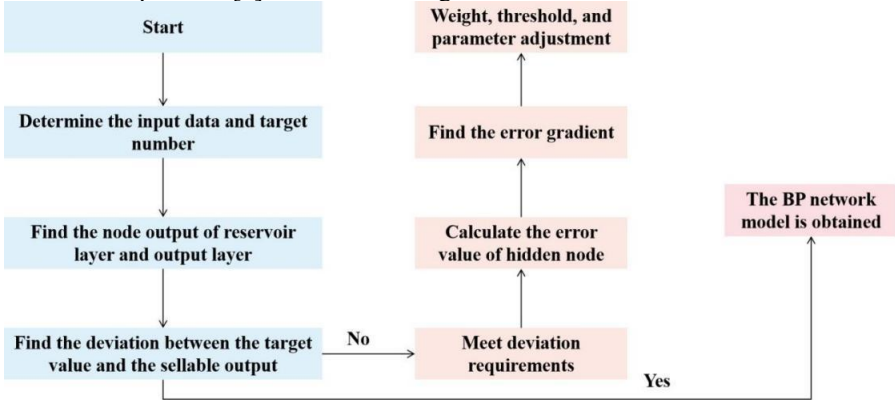 Start
Determine the input data and target
number
Find the node output of reservoir
layer and output layer
Find the deviation between the target
value and the sellable output
No
Meet deviation
requirements
Calculate the error
value of hidden node
Find the error gradient
Weight, threshold, and
parameter adjustment
Yes
The BP network
model is obtained